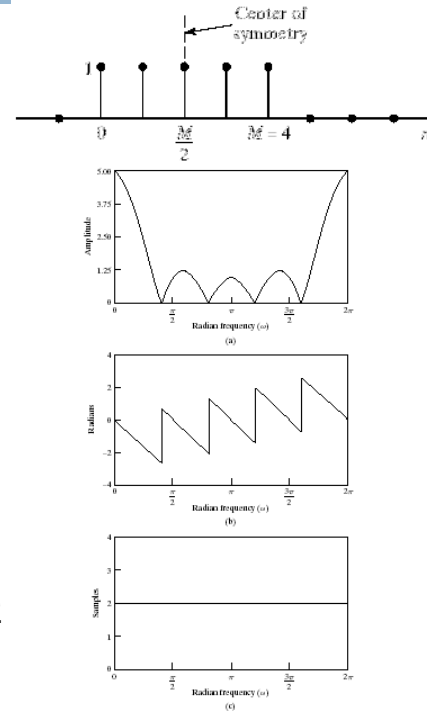 Center of
symmetry
1
0 M/2 M = 4 n
5.00
3.75
2.50
1.25
0
Amplitude
0 π/2 π 3π/2 2π
Radian frequency (ω)
(a)
4
2
0
−2
−4
Radians
0 π/2 π 3π/2 2π
Radian frequency (ω)
(b)
4
3
2
1
0
Samples
0 π/2 π 3π/2 2π
Radian frequency (ω)
(c)